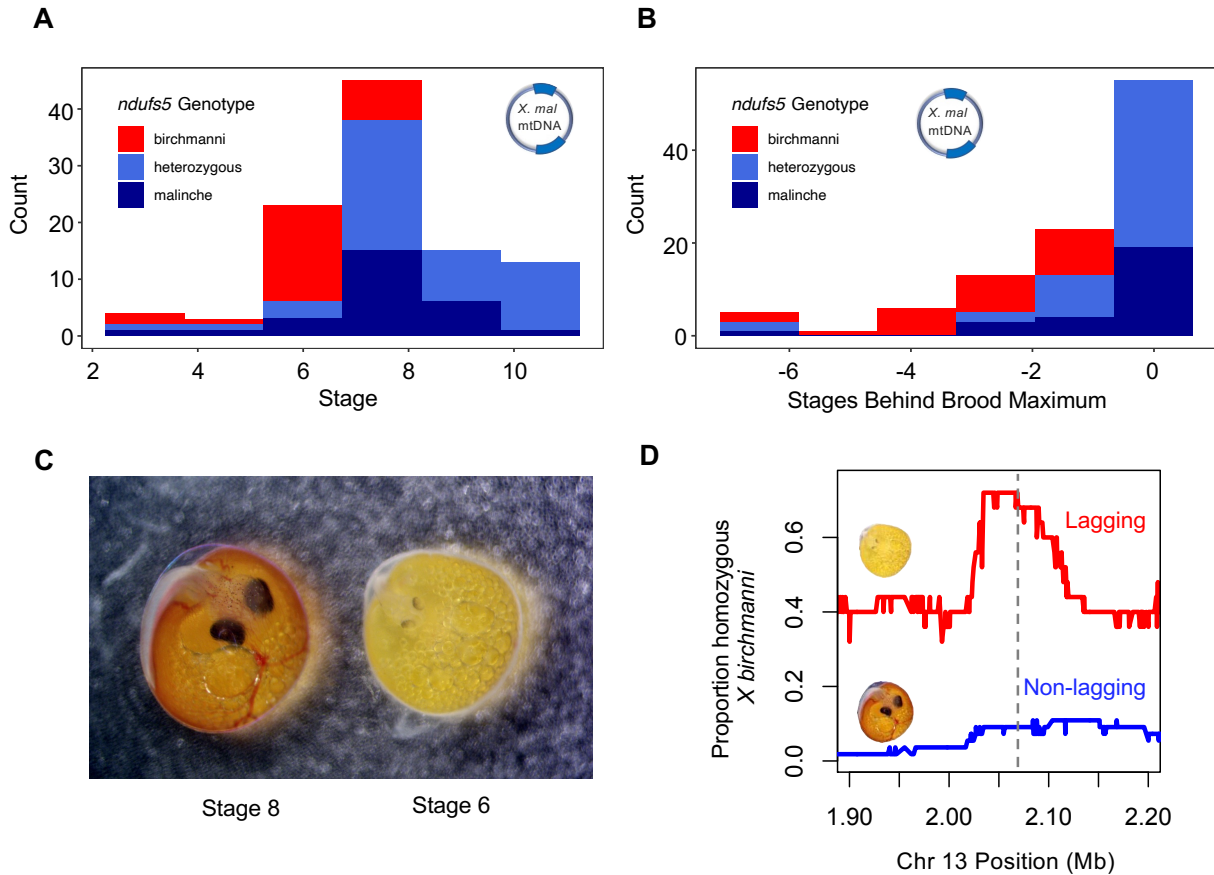 A
ndufs5 Genotype
birchmanni
heterozygous
malinche
X. mal
mtDNA
Count
0
10
20
30
40
2
4
6
8
10
Stage
B
ndufs5 Genotype
birchmanni
heterozygous
malinche
X. mal
mtDNA
Count
0
20
40
-6
-4
-2
0
Stages Behind Brood Maximum
C
Stage 8
Stage 6
D
Lagging
Non-lagging
Proportion homozygous
X birchmanni
0.0
0.2
0.4
0.6
1.90
2.00
2.10
2.20
Chr 13 Position (Mb)